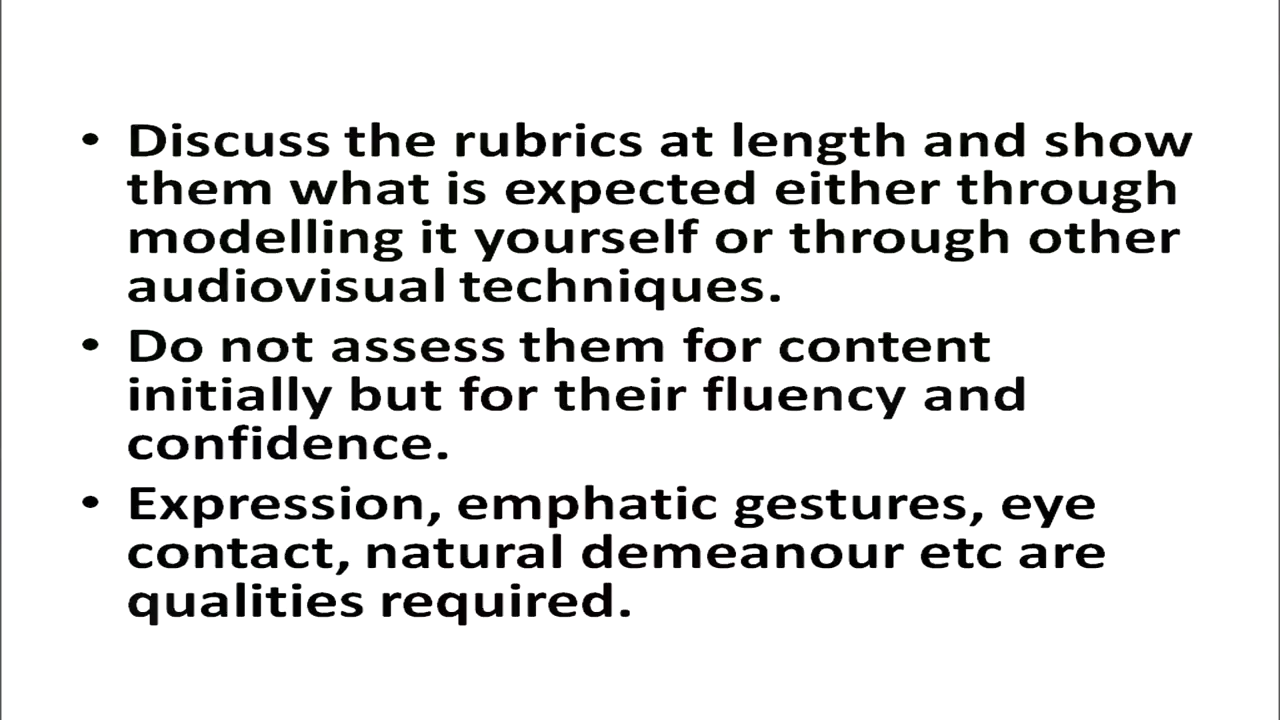 • Discuss the rubrics at length and show
them what is expected either through
modelling it yourself or through other
audiovisual techniques.
• Do not assess them for content
initially but for their fluency and
confidence.
• Expression, emphatic gestures, eye
contact, natural demeanour etc are
qualities required.